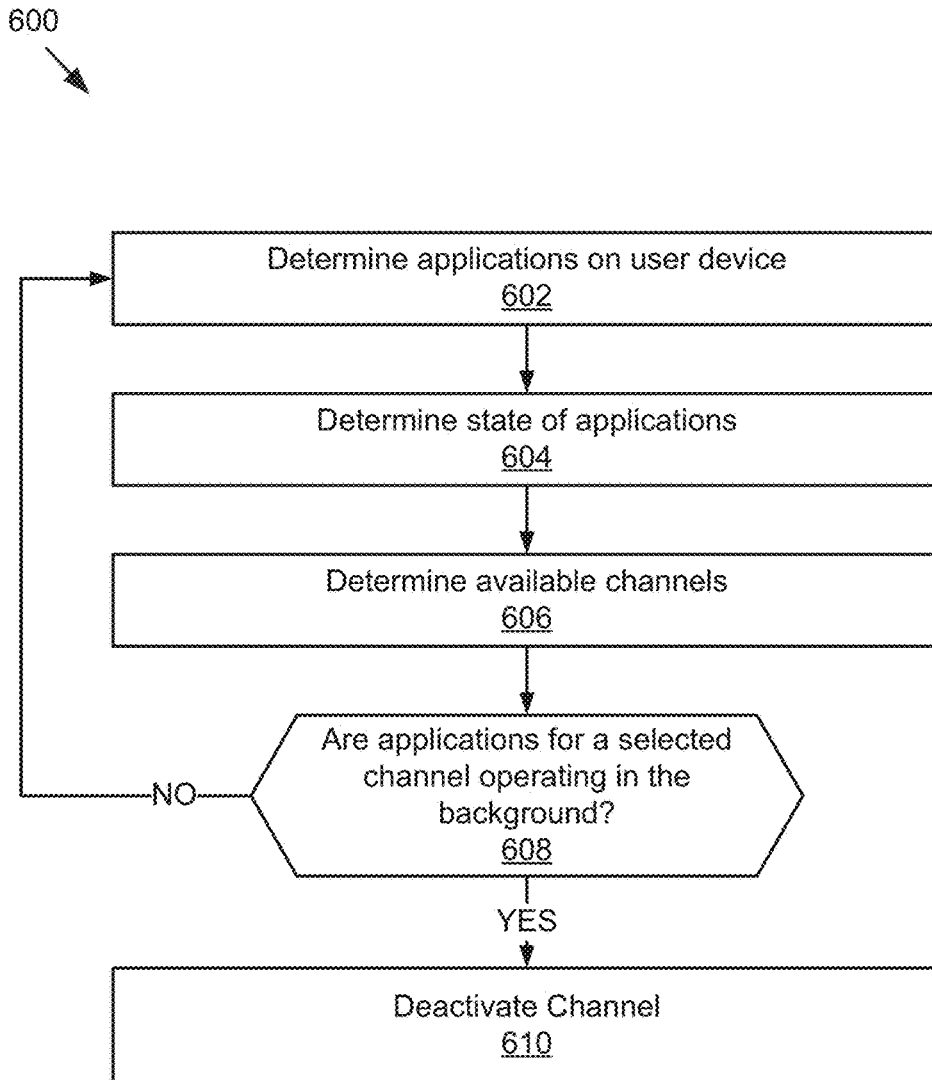 600
Determine applications on user device
602
Determine state of applications
604
Determine available channels
606
Are applications for a selected
channel operating in the
background?
608
NO
YES
Deactivate Channel
610